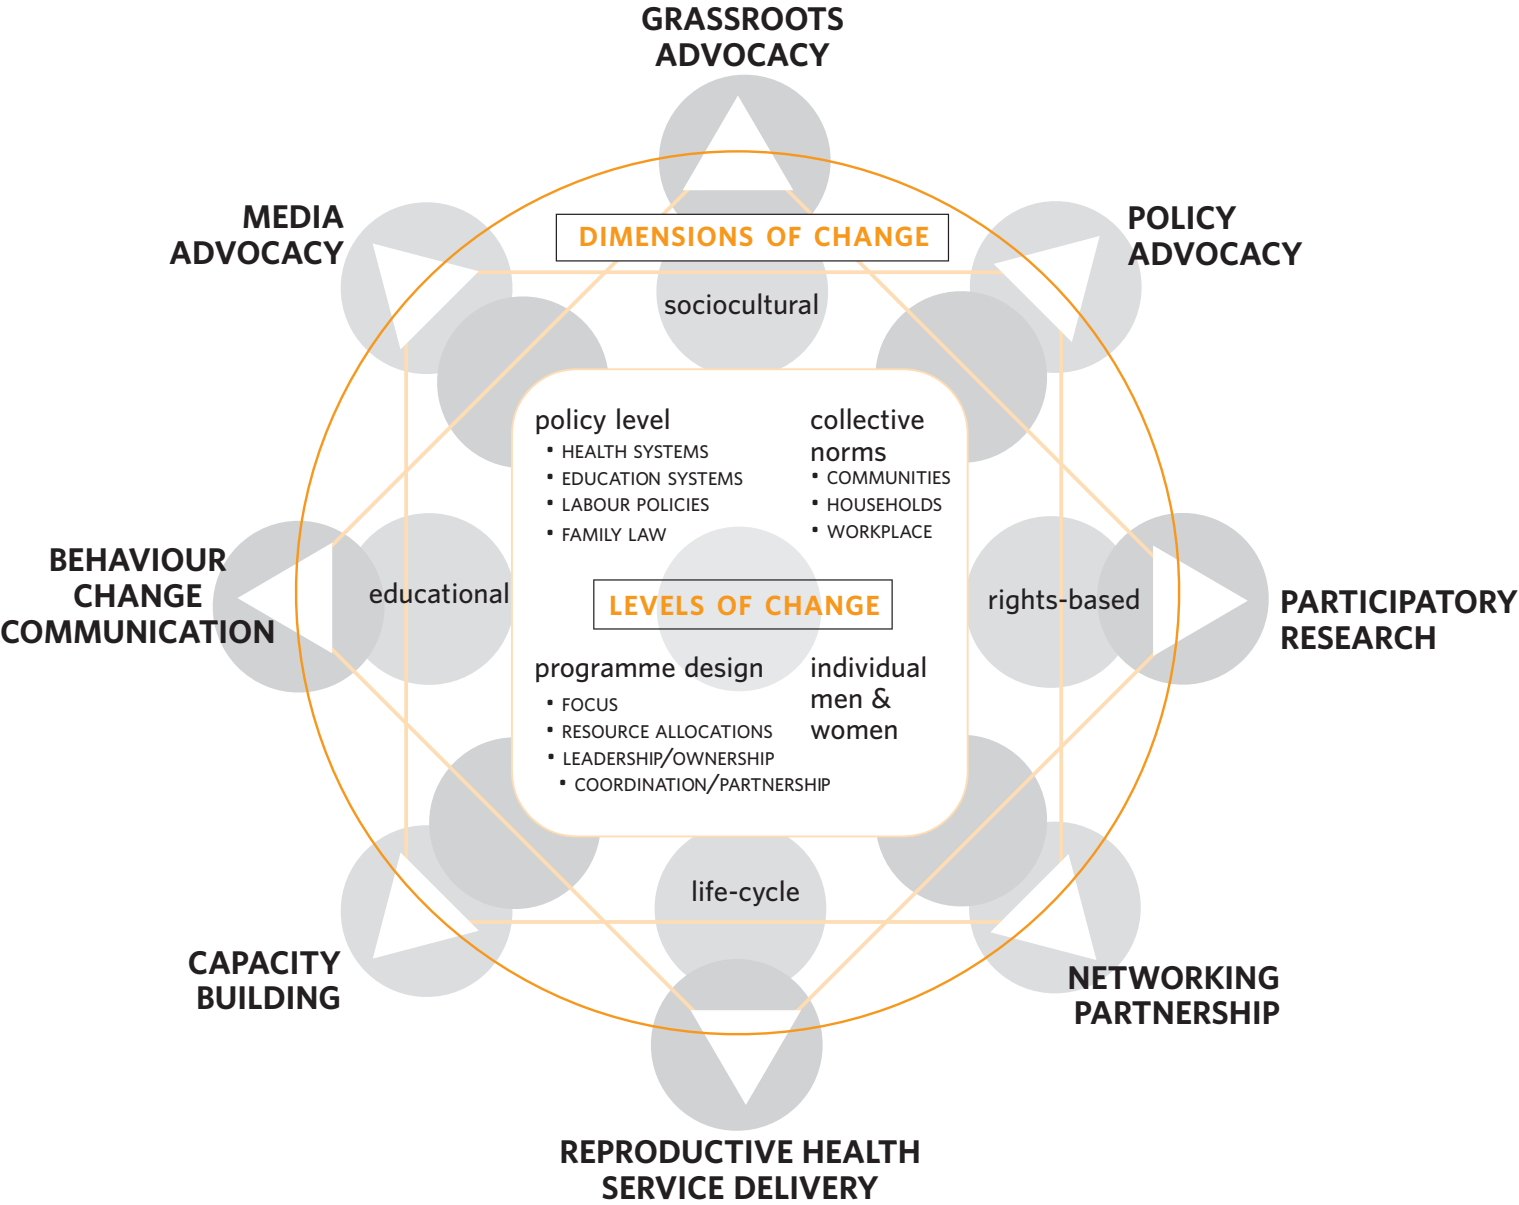 GRASSROOTS
ADVOCACY
MEDIA
ADVOCACY
POLICY
ADVOCACY
DIMENSIONS OF CHANGE
sociocultural
policy level
• HEALTH SYSTEMS
• EDUCATION SYSTEMS
• LABOUR POLICIES
• FAMILY LAW
collective
norms
• COMMUNITIES
• HOUSEHOLDS
• WORKPLACE
BEHAVIOUR
CHANGE
COMMUNICATION
educational
LEVELS OF CHANGE
rights-based
PARTICIPATORY
RESEARCH
programme design
• FOCUS
• RESOURCE ALLOCATIONS
• LEADERSHIP/OWNERSHIP
• COORDINATION/PARTNERSHIP
individual
men &
women
life-cycle
CAPACITY
BUILDING
NETWORKING
PARTNERSHIP
REPRODUCTIVE HEALTH
SERVICE DELIVERY